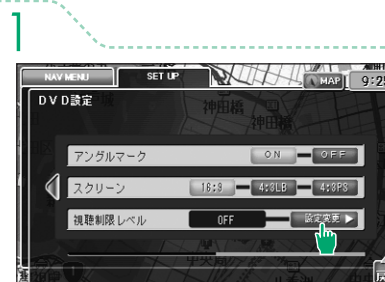 1
NAV MENU SET UP MAP 9:2
DVD設定
神田橋
神田橋
アングルマーク ON OFF
スクリーン 16:9 4:3LB 4:3PS
視聴制限レベル OFF 設定変更